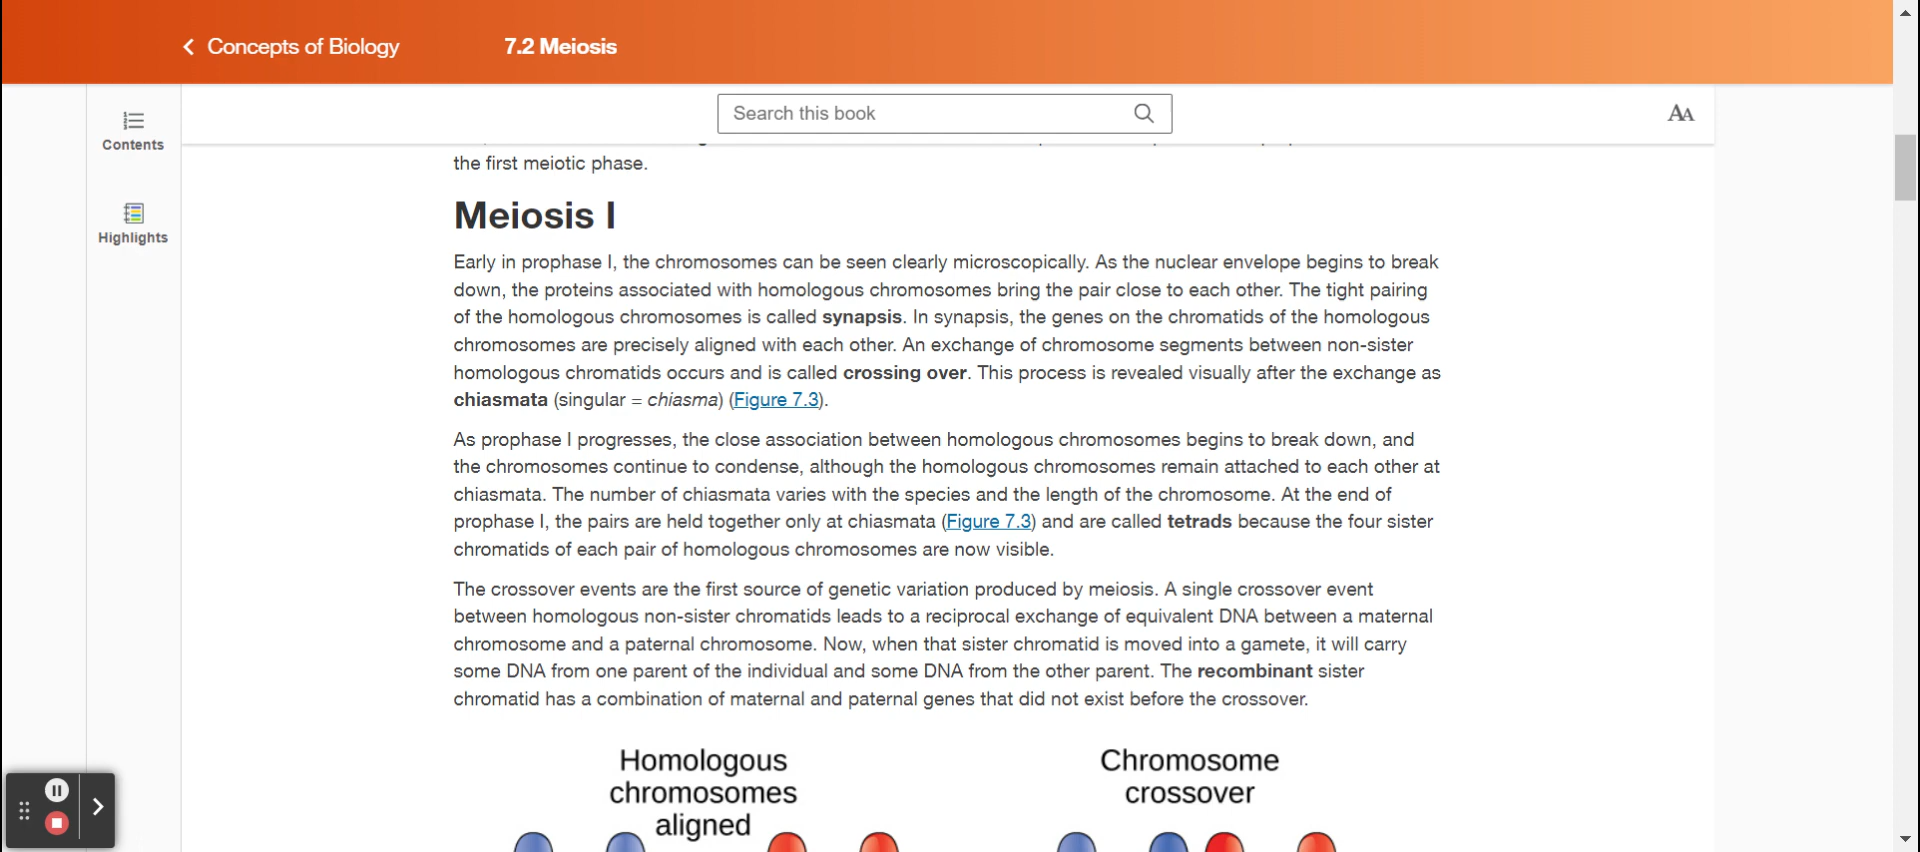 Concepts of Biology
7.2 Meiosis
Contents
Highlights
Search this book
AA
the first meiotic phase.
Meiosis I
Early in prophase I, the chromosomes can be seen clearly microscopically. As the nuclear envelope begins to break
down, the proteins associated with homologous chromosomes bring the pair close to each other. The tight pairing
of the homologous chromosomes is called synapsis. In synapsis, the genes on the chromatids of the homologous
chromosomes are precisely aligned with each other. An exchange of chromosome segments between non-sister
homologous chromatids occurs and is called crossing over. This process is revealed visually after the exchange as
chiasmata (singular = chiasma) (Figure 7.3).
As prophase I progresses, the close association between homologous chromosomes begins to break down, and
the chromosomes continue to condense, although the homologous chromosomes remain attached to each other at
chiasmata. The number of chiasmata varies with the species and the length of the chromosome. At the end of
prophase I, the pairs are held together only at chiasmata (Figure 7.3) and are called tetrads because the four sister
chromatids of each pair of homologous chromosomes are now visible.
The crossover events are the first source of genetic variation produced by meiosis. A single crossover event
between homologous non-sister chromatids leads to a reciprocal exchange of equivalent DNA between a maternal
chromosome and a paternal chromosome. Now, when that sister chromatid is moved into a gamete, it will carry
some DNA from one parent of the individual and some DNA from the other parent. The recombinant sister
chromatid has a combination of maternal and paternal genes that did not exist before the crossover.
Homologous
chromosomes
aligned
Chromosome
crossover